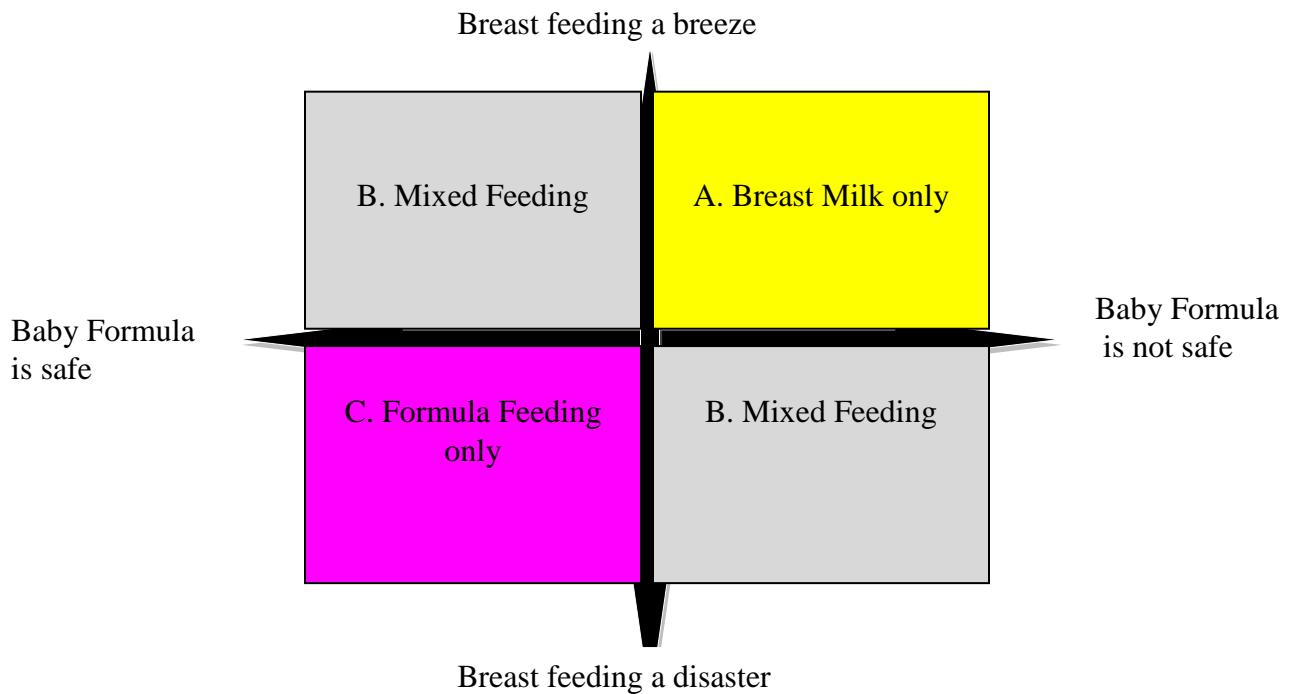 Breast feeding a breeze
B. Mixed Feeding
A. Breast Milk only
Baby Formula
is safe
Baby Formula
is not safe
C. Formula Feeding
only
B. Mixed Feeding
Breast feeding a disaster